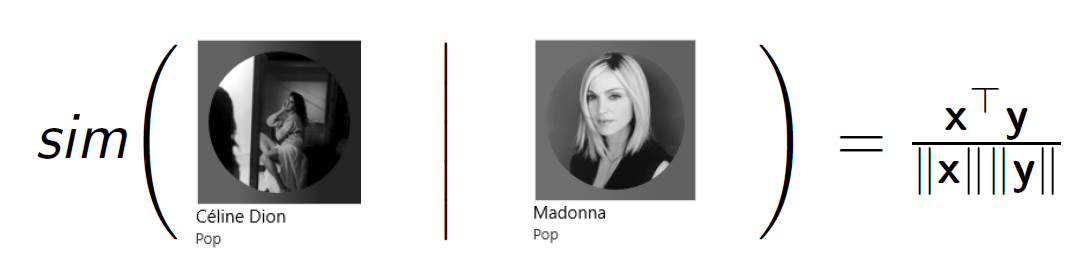 sim( | ) = x⊤y / ‖x‖‖y‖
Céline Dion
Pop
Madonna
Pop